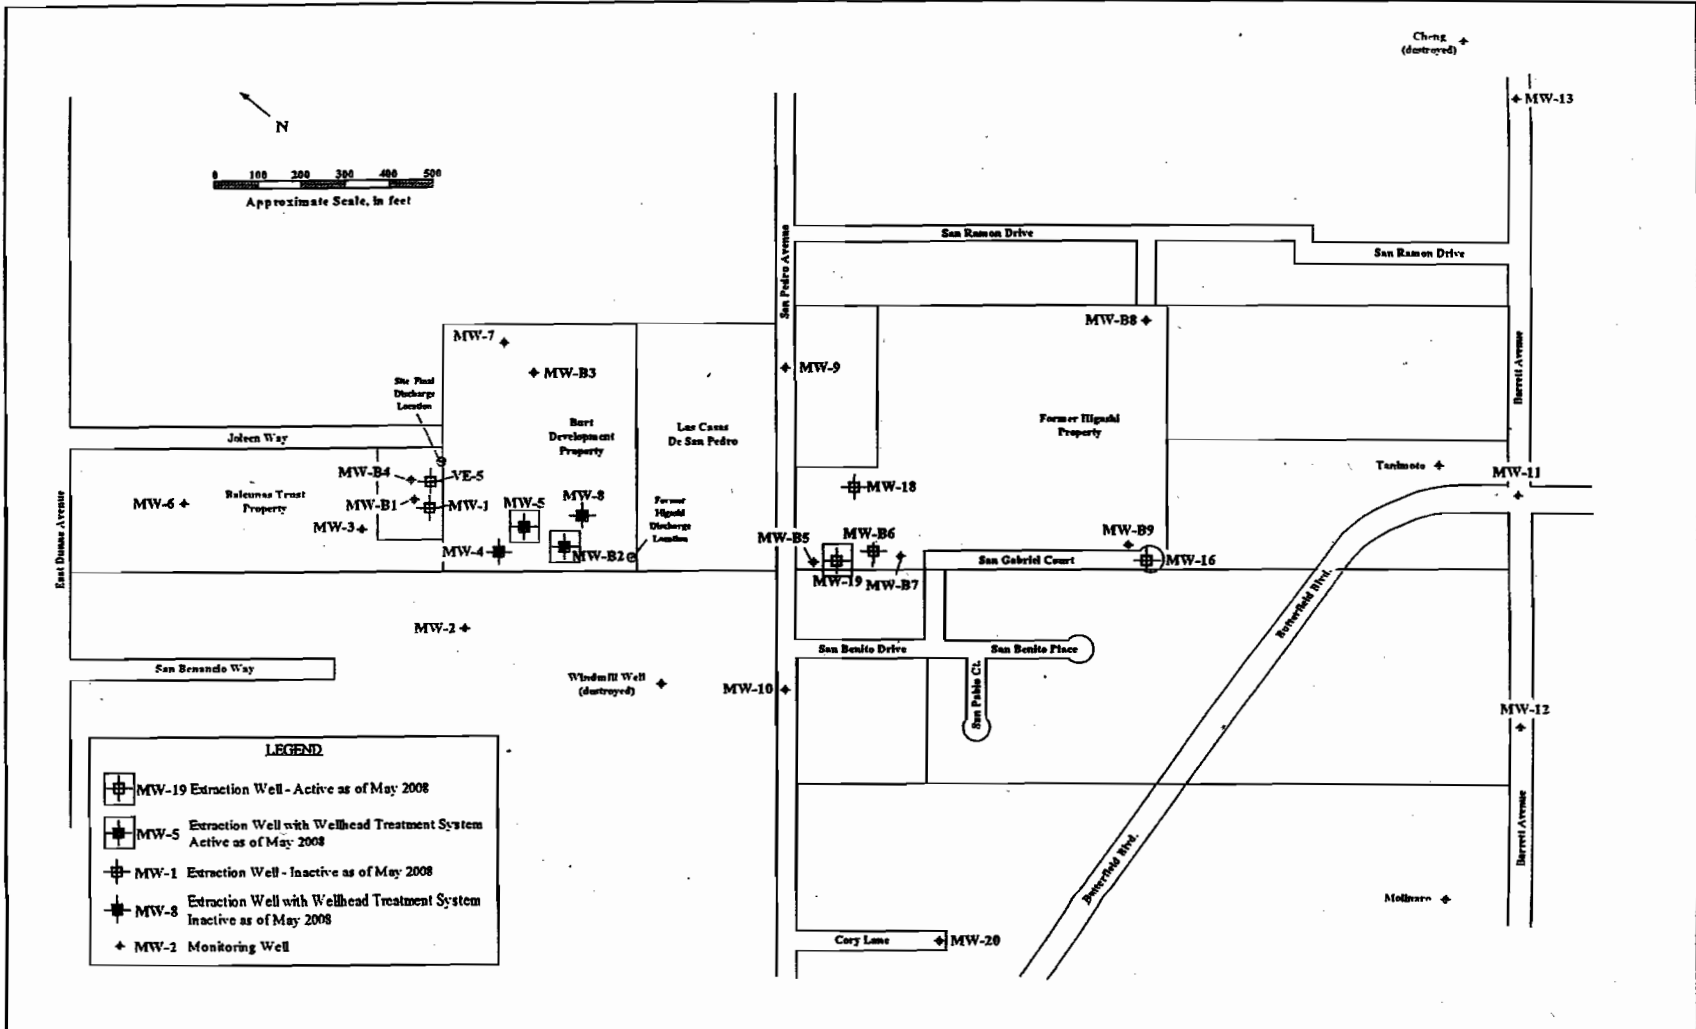 Cheng
(destroyed)
MW-13
N
0 100 200 300 400 500
Approximate Scale, in feet
San Ramon Drive
San Ramon Drive
San Pedro Avenue
MW-7
MW-B3
MW-9
MW-B8
Barrett Avenue
Site Final
Discharge
Location
Burt
Development
Property
Las Casas
De San Pedro
Former Higashi
Property
Joleen Way
Tanimoto
MW-11
MW-B4
VE-5
MW-6
Balcunas Trust
Property
MW-B1
MW-1
MW-5
MW-8
Former
Higashi
Discharge
Location
MW-18
MW-3
MW-4
MW-B2
MW-B5
MW-B6
MW-B9
San Gabriel Court
MW-16
MW-19
MW-B7
East Dunne Avenue
Butterfield Blvd.
MW-2
San Benancio Way
Windmill Well
(destroyed)
MW-10
San Benito Drive
San Benito Place
San Pablo Ct.
MW-12
LEGEND
MW-19 Extraction Well - Active as of May 2008
MW-5 Extraction Well with Wellhead Treatment System
Active as of May 2008
MW-1 Extraction Well - Inactive as of May 2008
MW-8 Extraction Well with Wellhead Treatment System
Inactive as of May 2008
MW-2 Monitoring Well
Butterfield Blvd.
Barrett Avenue
Molinaro
Cory Lane
MW-20